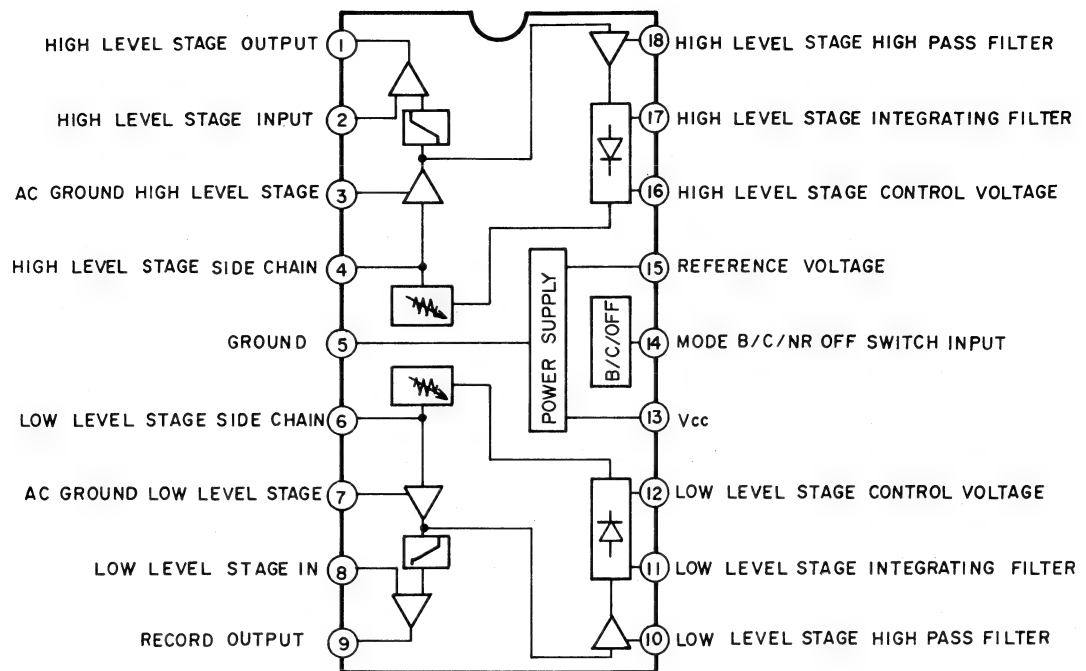 HIGH LEVEL STAGE OUTPUT 1
HIGH LEVEL STAGE INPUT 2
AC GROUND HIGH LEVEL STAGE 3
HIGH LEVEL STAGE SIDE CHAIN 4
GROUND 5
LOW LEVEL STAGE SIDE CHAIN 6
AC GROUND LOW LEVEL STAGE 7
LOW LEVEL STAGE IN 8
RECORD OUTPUT 9
POWER SUPPLY
B/C/OFF
18 HIGH LEVEL STAGE HIGH PASS FILTER
17 HIGH LEVEL STAGE INTEGRATING FILTER
16 HIGH LEVEL STAGE CONTROL VOLTAGE
15 REFERENCE VOLTAGE
14 MODE B/C/NR OFF SWITCH INPUT
13 Vcc
12 LOW LEVEL STAGE CONTROL VOLTAGE
11 LOW LEVEL STAGE INTEGRATING FILTER
10 LOW LEVEL STAGE HIGH PASS FILTER